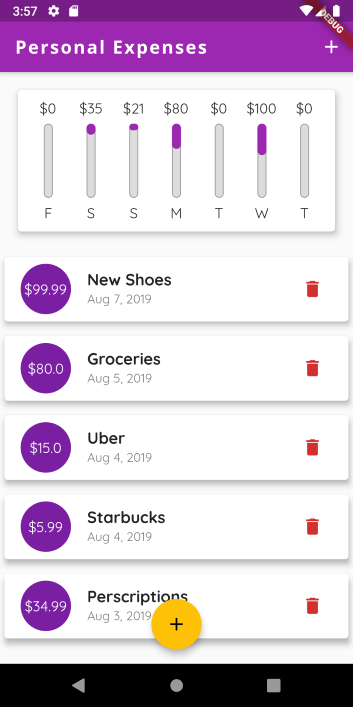 3:57
DEBUG
Personal Expenses
$0 $35 $21 $80 $0 $100 $0
F S S M T W T
$99.99
New Shoes
Aug 7, 2019
$80.0
Groceries
Aug 5, 2019
$15.0
Uber
Aug 4, 2019
$5.99
Starbucks
Aug 4, 2019
$34.99
Perscriptions
Aug 3, 2019